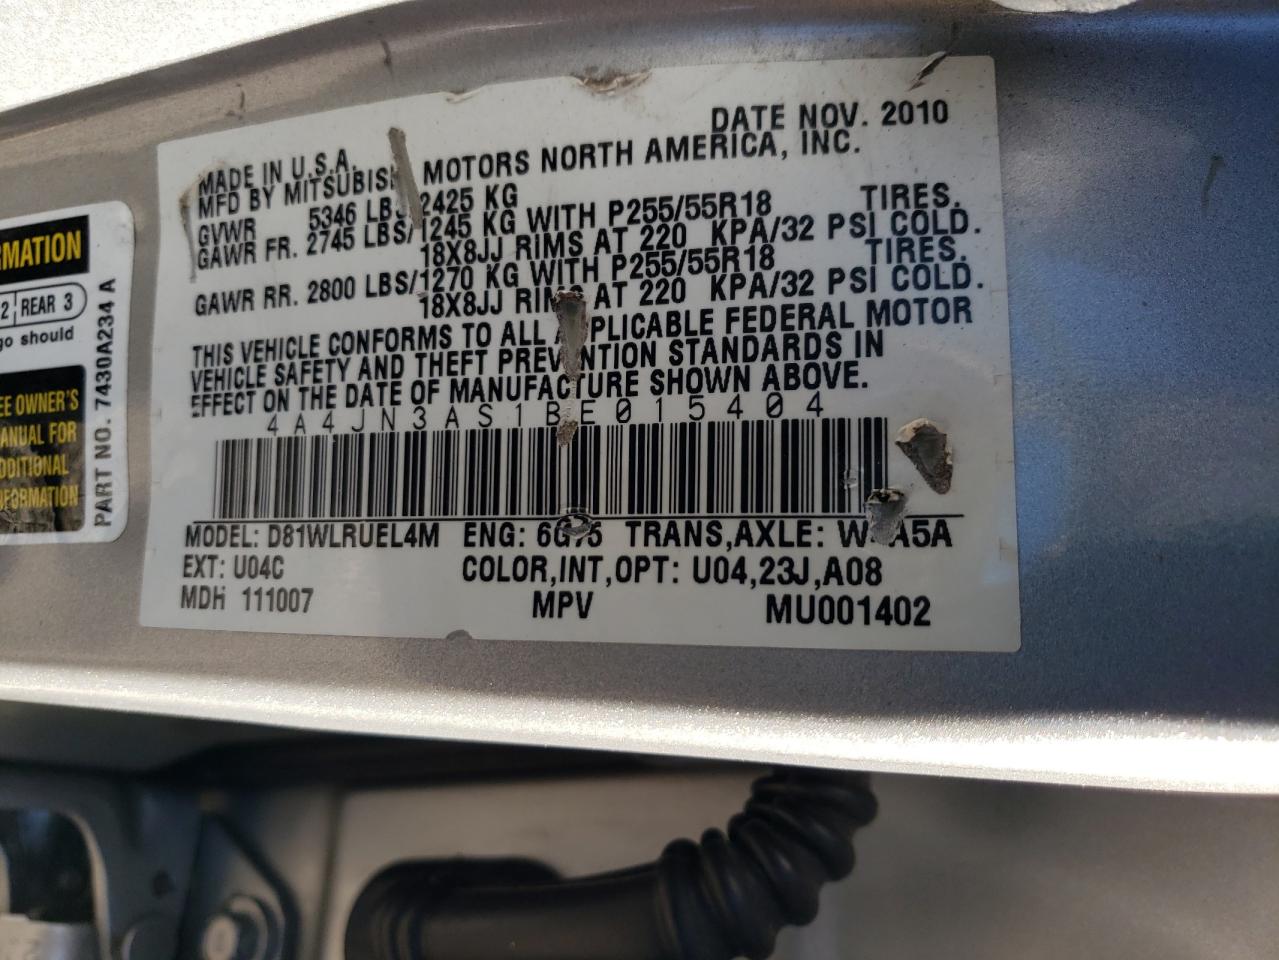 RMATION
2 REAR 3
go should
EE OWNER'S
ANUAL FOR
DDITIONAL
FORMATION
PART NO. 7430A234 A
DATE NOV. 2010
MADE IN U.S.A.
MFD BY MITSUBISHI MOTORS NORTH AMERICA, INC.
GVWR 5346 LBS/2425 KG
GAWR FR. 2745 LBS/1245 KG WITH P255/55R18 TIRES.
18X8JJ RIMS AT 220 KPA/32 PSI COLD.
GAWR RR. 2800 LBS/1270 KG WITH P255/55R18 TIRES.
18X8JJ RIMS AT 220 KPA/32 PSI COLD.
THIS VEHICLE CONFORMS TO ALL APPLICABLE FEDERAL MOTOR
VEHICLE SAFETY AND THEFT PREVENTION STANDARDS IN
EFFECT ON THE DATE OF MANUFACTURE SHOWN ABOVE.
4A4JN3AS1BE015404
MODEL: D81WLRUEL4M ENG: 6G75 TRANS,AXLE: A5A
EXT: U04C COLOR,INT,OPT: U04,23J,A08
MDH 111007 MPV MU001402